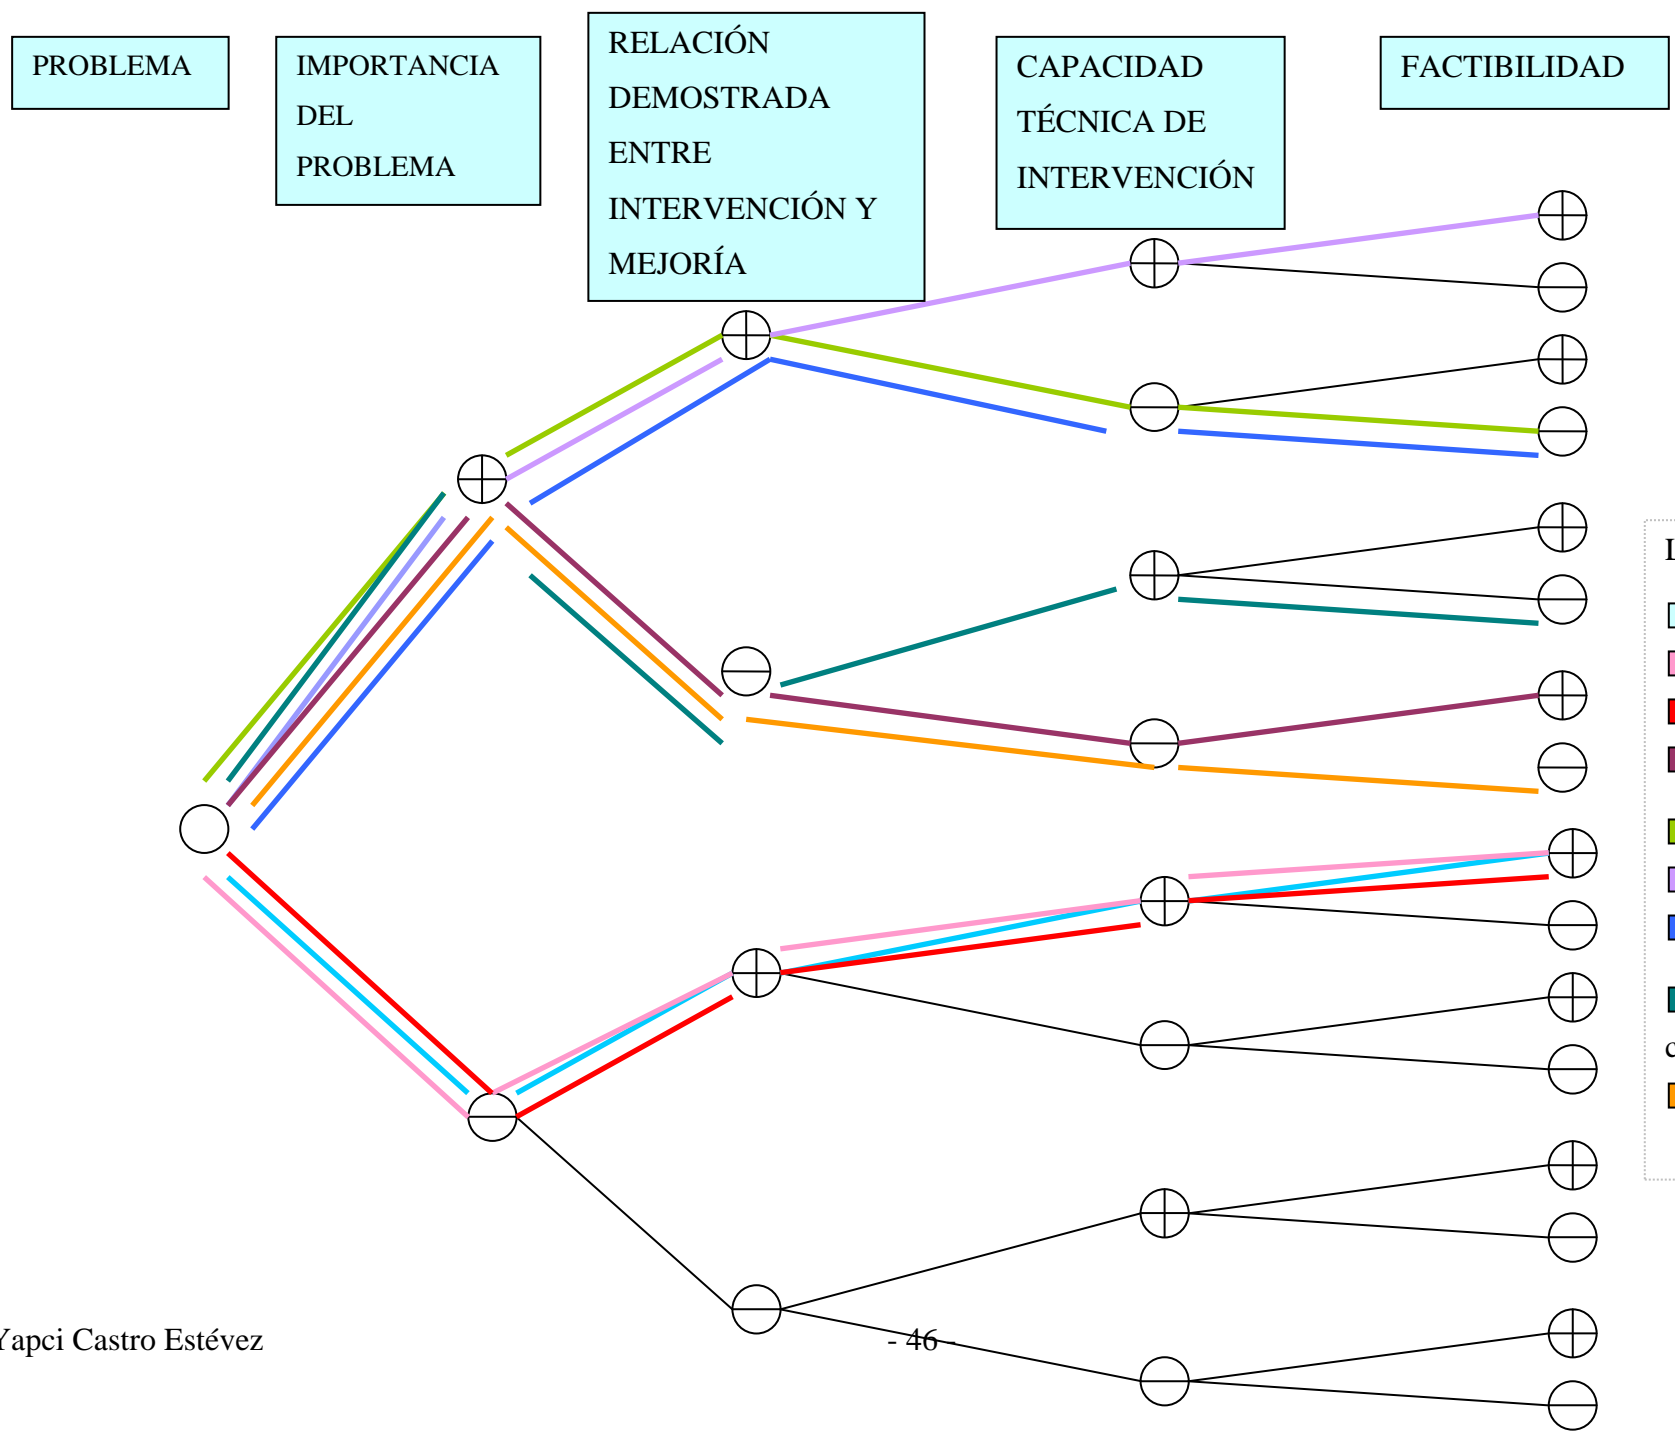 PROBLEMA
IMPORTANCIA
DEL
PROBLEMA
RELACIÓN
DEMOSTRADA
ENTRE
INTERVENCIÓN Y
MEJORÍA
CAPACIDAD
TÉCNICA DE
INTERVENCIÓN
FACTIBILIDAD
Yapci Castro Estévez
- 46 -